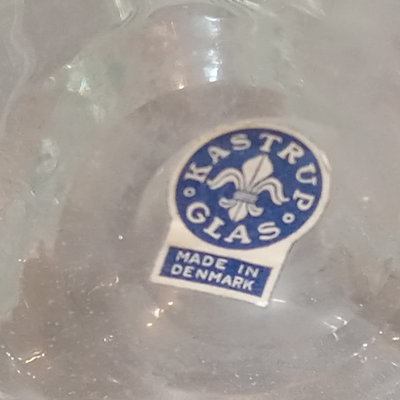 KASTRUP
GLAS
MADE IN
DENMARK